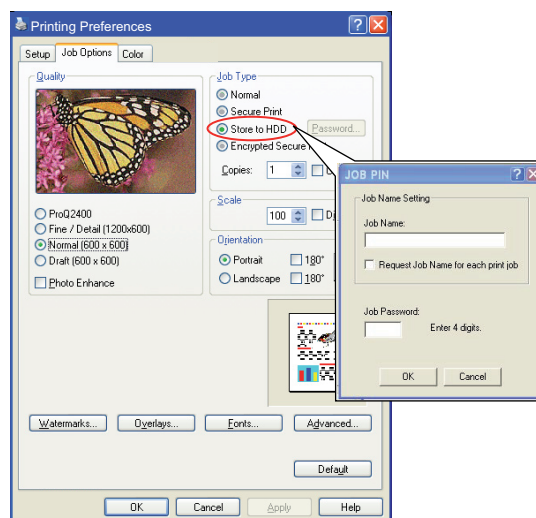 Printing Preferences
Setup
Job Options
Color
Quality
ProQ2400
Fine / Detail (1200x600)
Normal (600 x 600)
Draft (600 x 600)
Photo Enhance
Job Type
Normal
Secure Print
Store to HDD
Password...
Encrypted Secure
Copies: 1
Scale
100
Orientation
Portrait
180°
Landscape
180°
Watermarks...
Overlays...
Fonts...
Advanced...
Default
OK
Cancel
Apply
Help
JOB PIN
Job Name Setting
Job Name:
Request Job Name for each print job
Job Password:
Enter 4 digits.
OK
Cancel